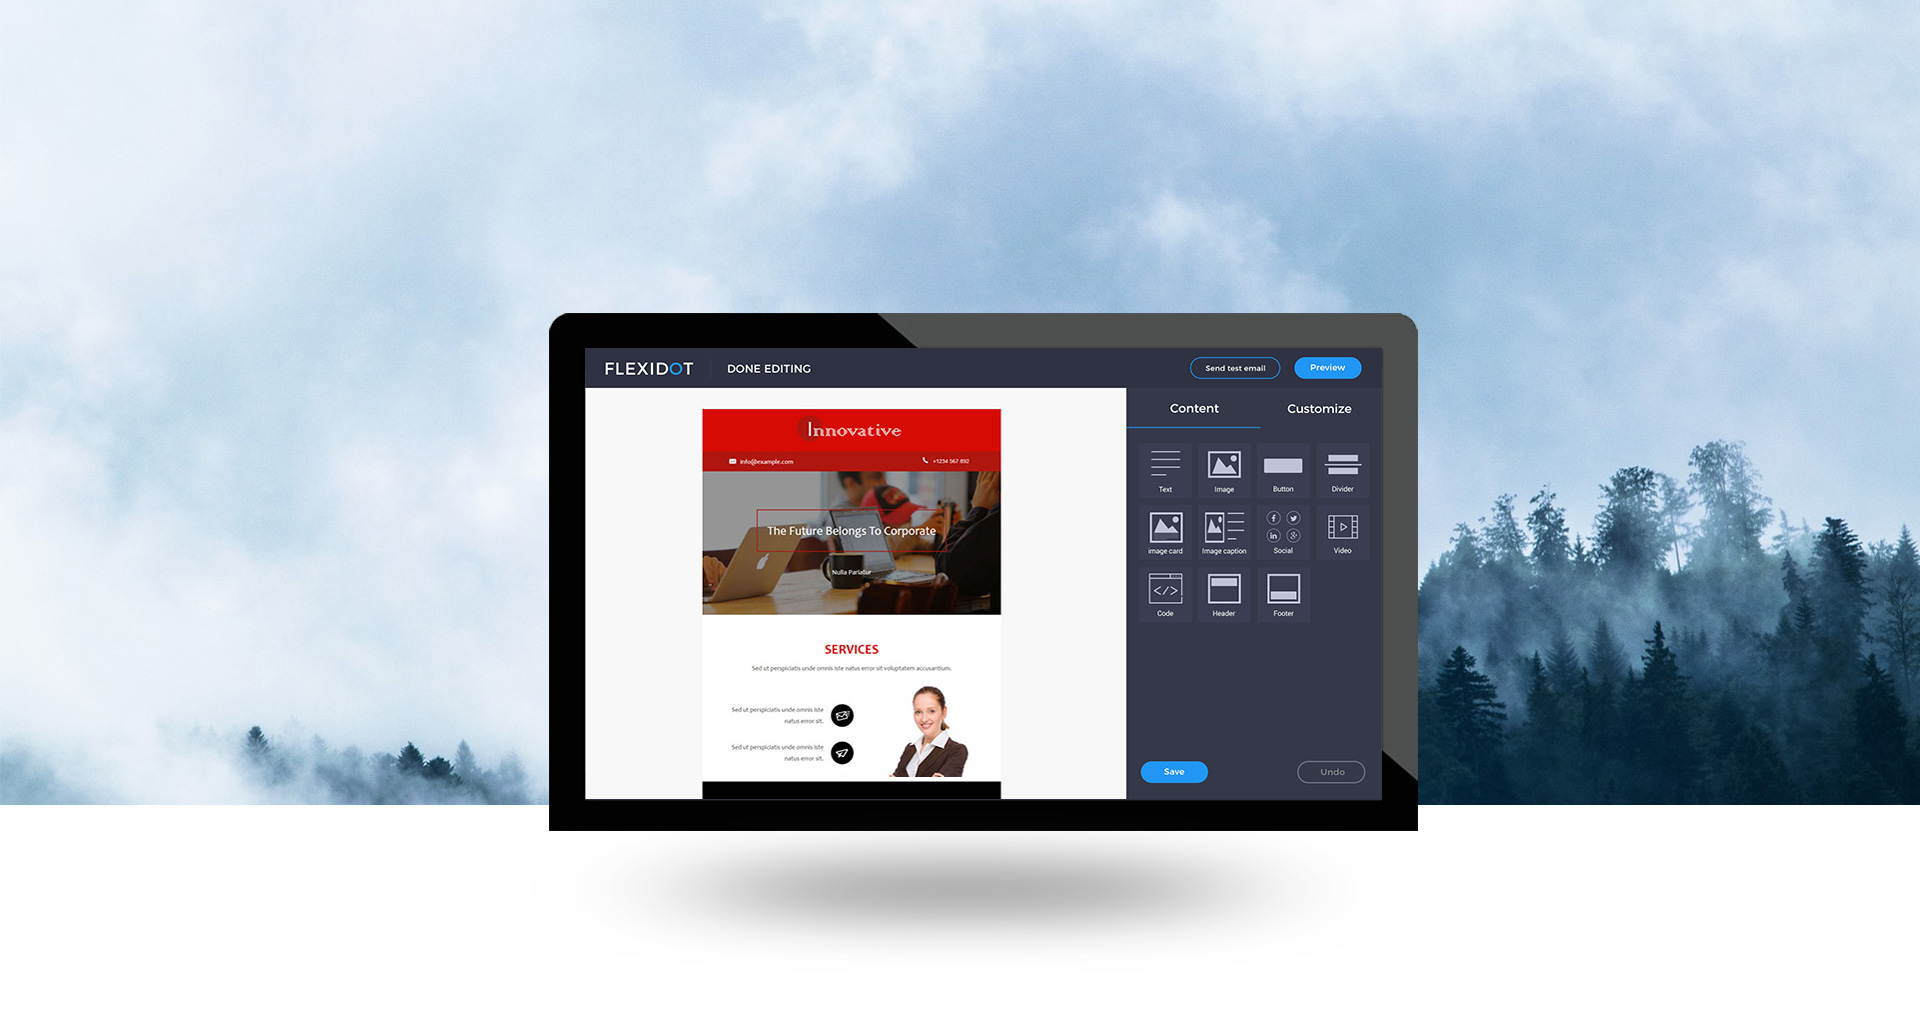 FLEXIDOT
DONE EDITING
Send test email
Preview
Innovative
info@example.com
+1234 567 892
The Future Belongs To Corporate
Nulla Pariatur
SERVICES
Sed ut perspiciatis unde omnis iste natus error sit voluptatem accusantium.
Sed ut perspiciatis unde omnis iste
natus error sit.
Sed ut perspiciatis unde omnis iste
natus error sit.
Content
Customize
Text
Image
Button
Divider
image card
Image caption
Social
Video
Code
Header
Footer
Save
Undo